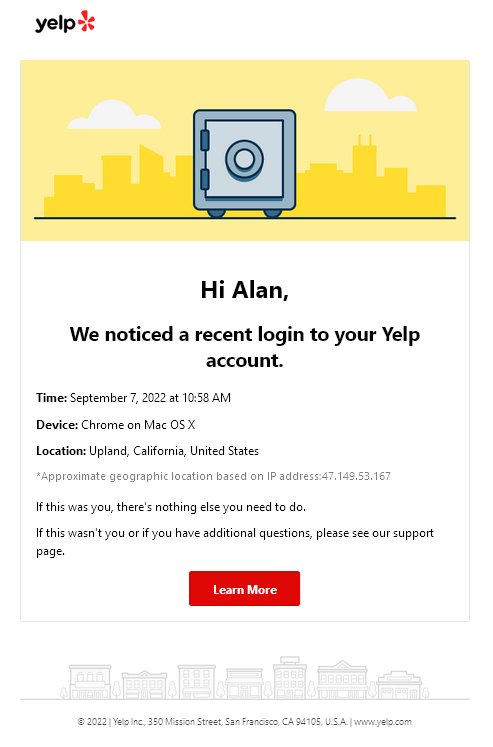 yelp
Hi Alan,
We noticed a recent login to your Yelp
account.
Time: September 7, 2022 at 10:58 AM
Device: Chrome on Mac OS X
Location: Upland, California, United States
*Approximate geographic location based on IP address:47.149.53.167
If this was you, there's nothing else you need to do.
If this wasn't you or if you have additional questions, please see our support
page.
Learn More
© 2022 | Yelp Inc., 350 Mission Street, San Francisco, CA 94105, U.S.A. | www.yelp.com